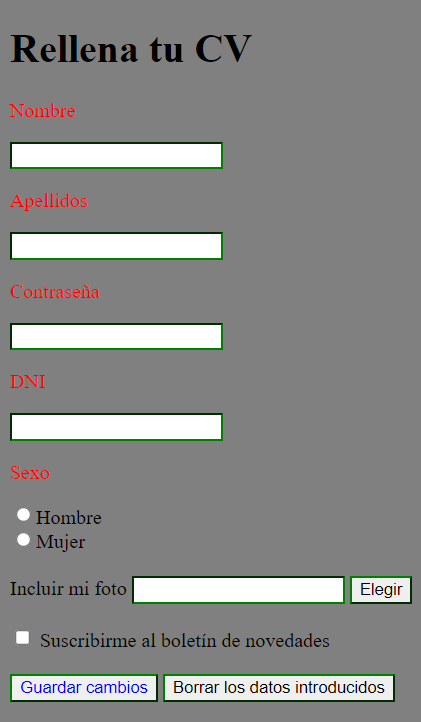 Rellena tu CV
Nombre
Apellidos
Contraseña
DNI
Sexo
Hombre
Mujer
Incluir mi foto Elegir
Suscribirme al boletín de novedades
Guardar cambios Borrar los datos introducidos